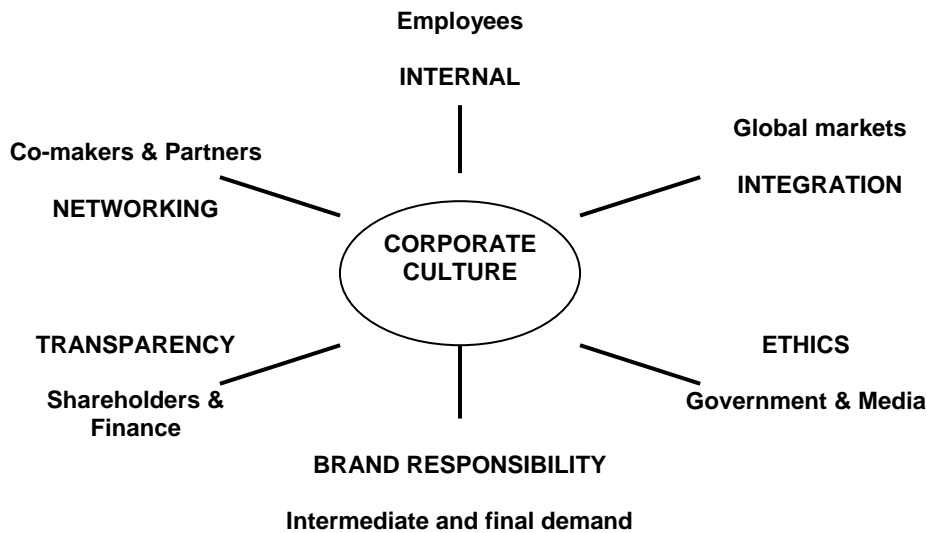 Employees
INTERNAL
Global markets
Co-makers & Partners
INTEGRATION
NETWORKING
CORPORATE
CULTURE
TRANSPARENCY
ETHICS
Shareholders &
Finance
Government & Media
BRAND RESPONSIBILITY
Intermediate and final demand